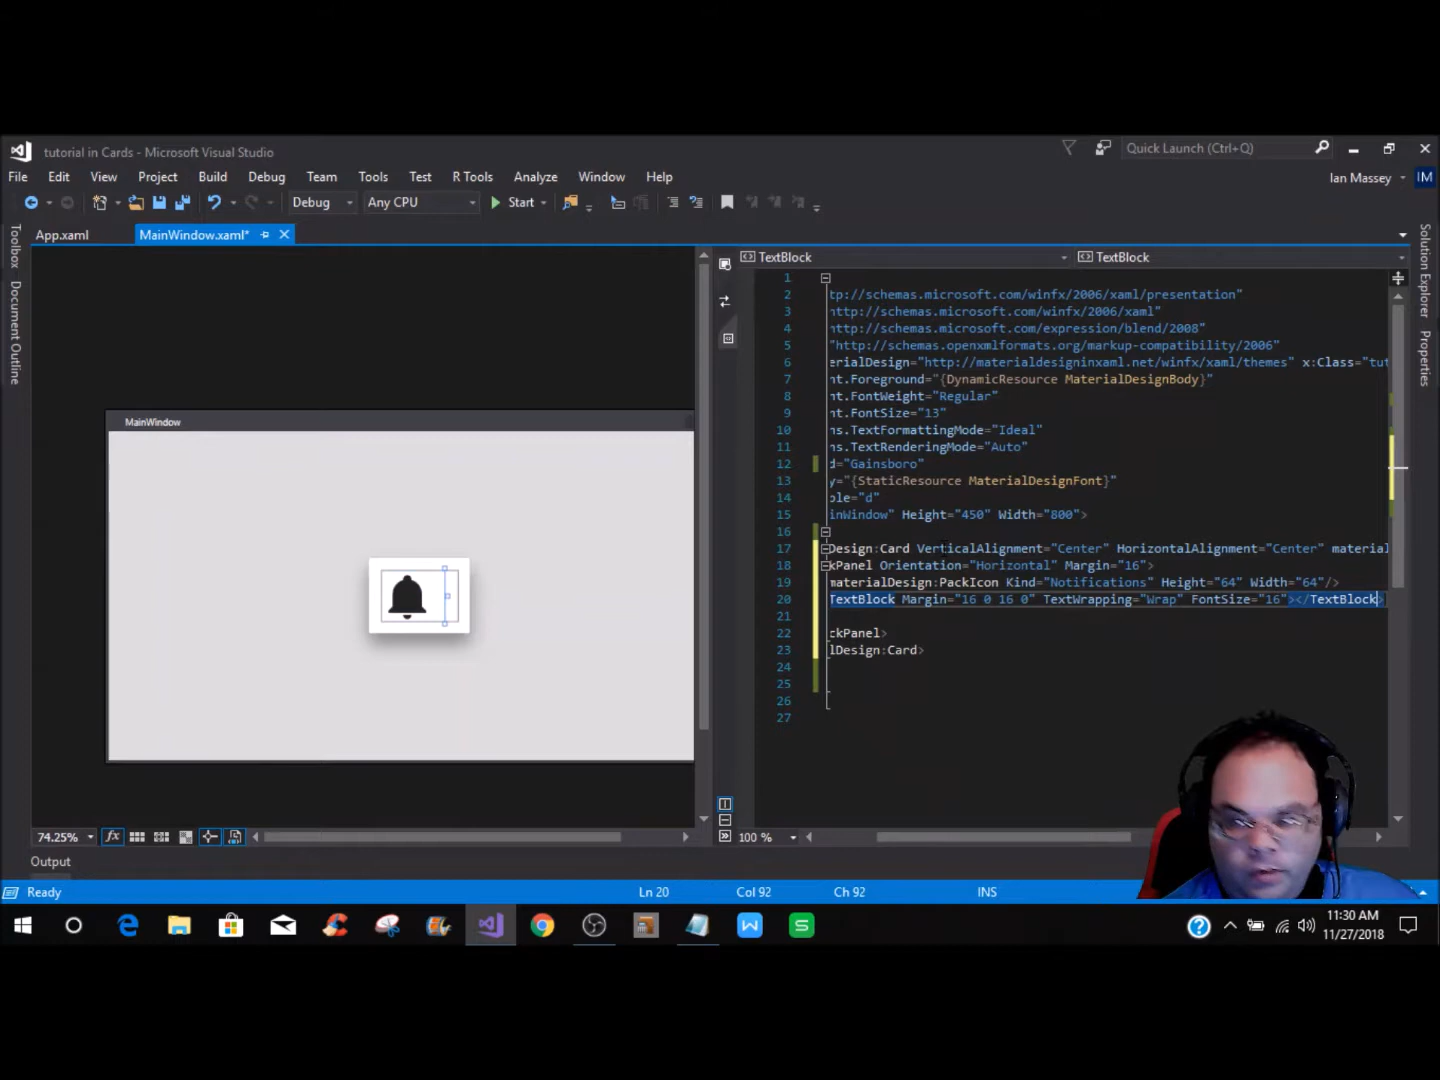 tutorial in Cards - Microsoft Visual Studio
Quick Launch (Ctrl+Q)
File Edit View Project Build Debug Team Tools Test R Tools Analyze Window Help
Ian Massey IM
Debug Any CPU Start
App.xaml MainWindow.xaml*
Toolbox
Document Outline
Solution Explorer
Properties
TextBlock TextBlock
1
2 tp://schemas.microsoft.com/winfx/2006/xaml/presentation"
3 http://schemas.microsoft.com/winfx/2006/xaml"
4 http://schemas.microsoft.com/expression/blend/2008"
5 "http://schemas.openxmlformats.org/markup-compatibility/2006"
6 erialDesign="http://materialdesigninxaml.net/winfx/xaml/themes" x:Class="tut
7 nt.Foreground="{DynamicResource MaterialDesignBody}"
8 nt.FontWeight="Regular"
9 nt.FontSize="13"
10 ns.TextFormattingMode="Ideal"
11 ns.TextRenderingMode="Auto"
12 d="Gainsboro"
13 y="{StaticResource MaterialDesignFont}"
14 ble="d"
15 inWindow" Height="450" Width="800">
16
17 Design:Card VerticalAlignment="Center" HorizontalAlignment="Center" material
18 kPanel Orientation="Horizontal" Margin="16">
19 materialDesign:PackIcon Kind="Notifications" Height="64" Width="64"/>
20 TextBlock Margin="16 0 16 0" TextWrapping="Wrap" FontSize="16"></TextBlock>
21
22 ckPanel>
23 lDesign:Card>
24
25
26
27
MainWindow
74.25% fx
100 %
Output
Ready Ln 20 Col 92 Ch 92 INS
11:30 AM
11/27/2018